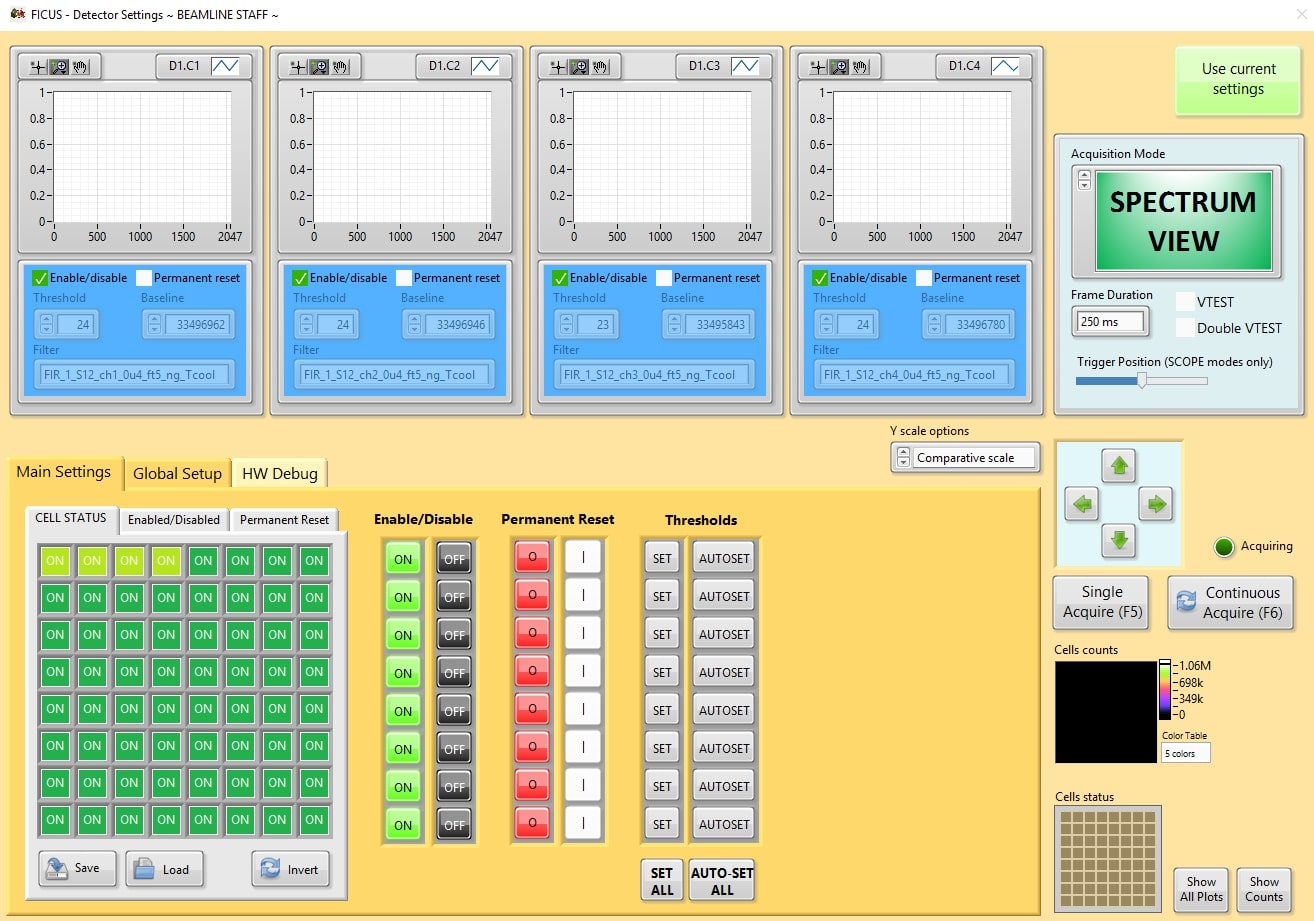 FICUS - Detector Settings ~ BEAMLINE STAFF ~
D1.C1
D1.C2
D1.C3
D1.C4
Use current
settings
1
0.8
0.6
0.4
0.2
0
0 500 1000 1500 2047
1
0.8
0.6
0.4
0.2
0
0 500 1000 1500 2047
1
0.8
0.6
0.4
0.2
0
0 500 1000 1500 2047
1
0.8
0.6
0.4
0.2
0
0 500 1000 1500 2047
Enable/disable Permanent reset
Threshold Baseline
24 33496962
Filter
FIR_1_S12_ch1_0u4_ft5_ng_Tcool
Enable/disable Permanent reset
Threshold Baseline
24 33496946
Filter
FIR_1_S12_ch2_0u4_ft5_ng_Tcool
Enable/disable Permanent reset
Threshold Baseline
23 33495843
Filter
FIR_1_S12_ch3_0u4_ft5_ng_Tcool
Enable/disable Permanent reset
Threshold Baseline
24 33496780
Filter
FIR_1_S12_ch4_0u4_ft5_ng_Tcool
Acquisition Mode
SPECTRUM
VIEW
Frame Duration
250 ms
VTEST
Double VTEST
Trigger Position (SCOPE modes only)
Y scale options
Comparative scale
Main Settings Global Setup HW Debug
CELL STATUS Enabled/Disabled Permanent Reset
ON ON ON ON ON ON ON ON
ON ON ON ON ON ON ON ON
ON ON ON ON ON ON ON ON
ON ON ON ON ON ON ON ON
ON ON ON ON ON ON ON ON
ON ON ON ON ON ON ON ON
ON ON ON ON ON ON ON ON
ON ON ON ON ON ON ON ON
Save Load Invert
Enable/Disable Permanent Reset Thresholds
ON OFF O I SET AUTOSET
ON OFF O I SET AUTOSET
ON OFF O I SET AUTOSET
ON OFF O I SET AUTOSET
ON OFF O I SET AUTOSET
ON OFF O I SET AUTOSET
ON OFF O I SET AUTOSET
ON OFF O I SET AUTOSET
SET
ALL
AUTO-SET
ALL
Acquiring
Single
Acquire (F5)
Continuous
Acquire (F6)
Cells counts
1.06M
698k
349k
0
Color Table
5 colors
Cells status
Show
All Plots
Show
Counts